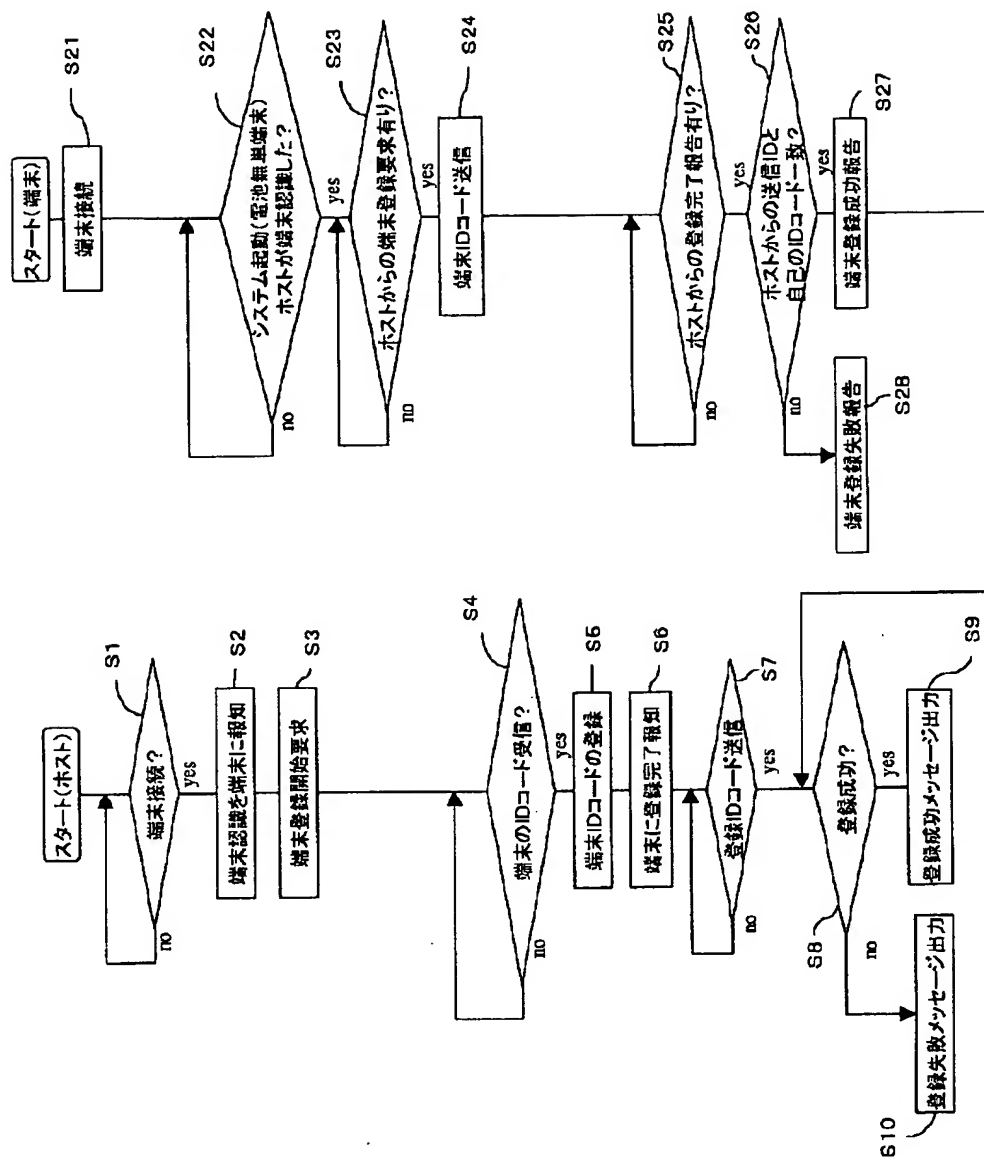 スタート(ホスト)
S1
端末接続?
no
yes
S2
端末認識を端末に報知
S3
端末登録開始要求
S4
端末のIDコード受信?
no
yes
S5
端末IDコードの登録
S6
端末に登録完了報知
S7
登録IDコード送信
no
yes
S8
登録成功?
no
yes
S9
登録成功メッセージ出力
S10
登録失敗メッセージ出力
スタート(端末)
S21
端末接続
S22
システム起動(電池無単端末)
ホストが端末認識した?
no
yes
S23
ホストからの端末登録要求有り?
no
yes
S24
端末IDコード送信
S25
ホストからの登録完了報告有り?
no
yes
S26
ホストからの送信IDと
自己のIDコード一致?
no
yes
S27
端末登録成功報告
S28
端末登録失敗報告